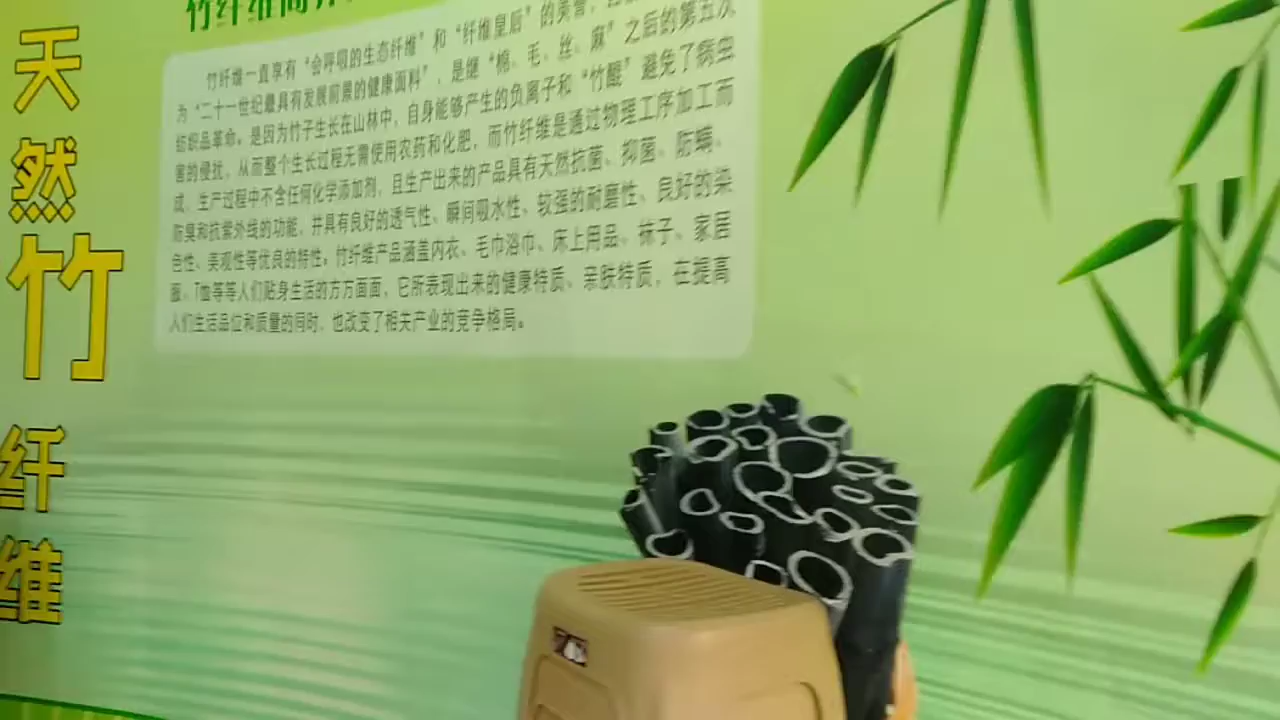 天然竹纤维
竹纤维简介
竹纤维一直享有“会呼吸的生态纤维”和“纤维皇后”的美誉,
为“二十一世纪最具有发展前景的健康面料”,是继“棉、毛、丝、麻”之后的第五次
纺织品革命。是因为竹子生长在山林中,自身能够产生的负离子和“竹醌”避免了病虫
害的侵扰,从而整个生长过程无需使用农药和化肥,而竹纤维是通过物理工序加工而
成,生产过程中不含任何化学添加剂,且生产出来的产品具有天然抗菌、抑菌、防螨、
防臭和抗紫外线的功能,并具有良好的透气性、瞬间吸水性、较强的耐磨性、良好的染
色性、美观性等优良的特性。竹纤维产品涵盖内衣、毛巾浴巾、床上用品、袜子、家居
服、T恤等等人们贴身生活的方方面面,它所表现出来的健康特质、亲肤特质,在提高
人们生活品位和质量的同时,也改变了相关产业的竞争格局。